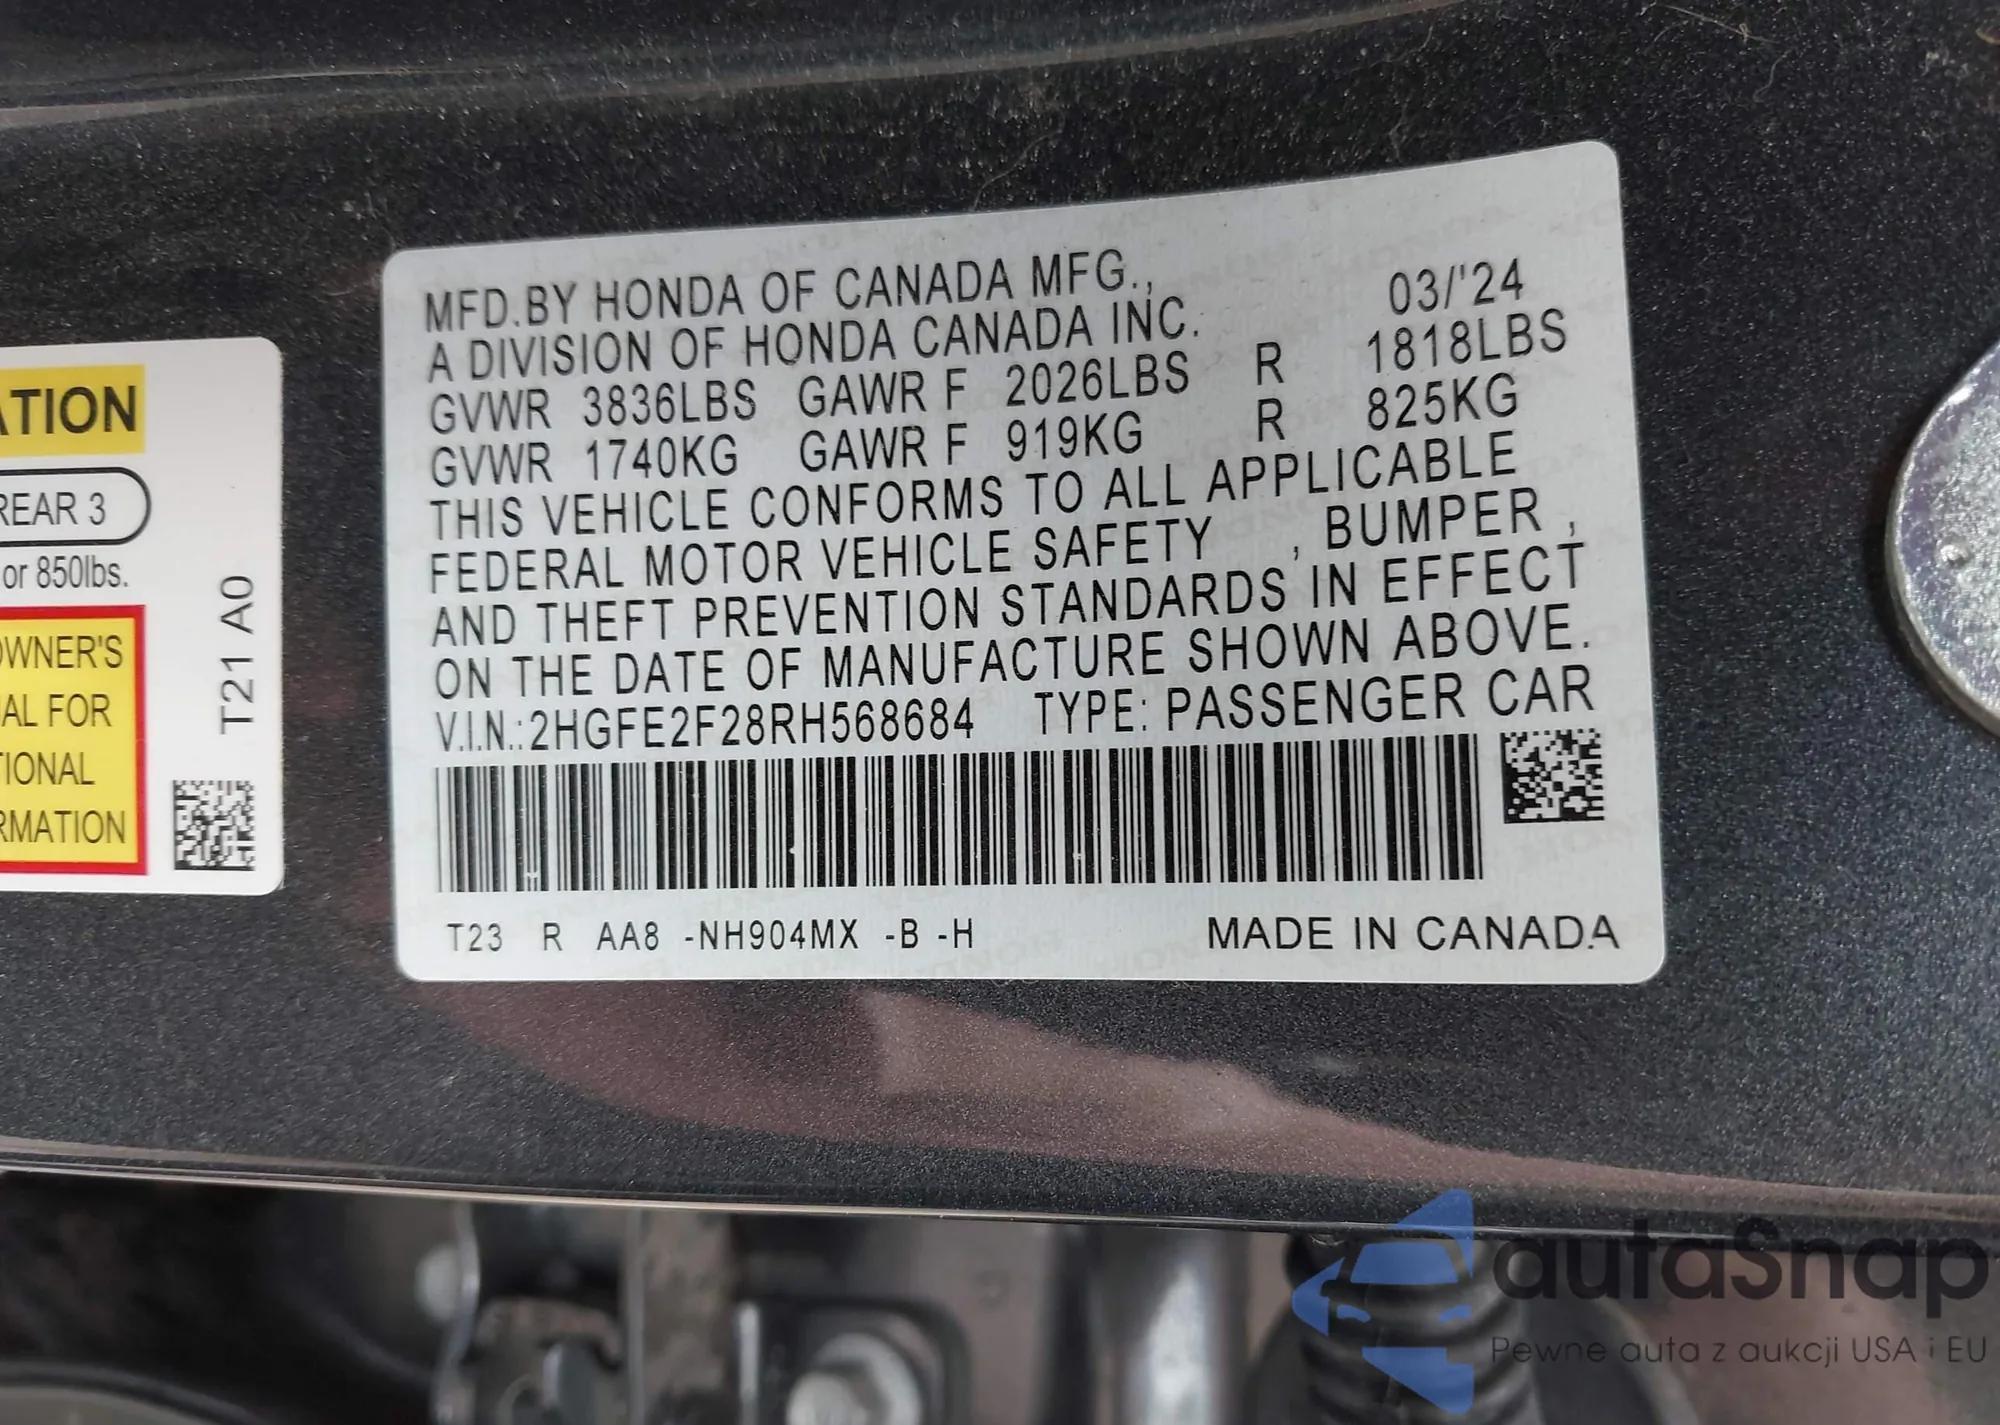 MFD.BY HONDA OF CANADA MFG.,
A DIVISION OF HONDA CANADA INC.
03/'24
GVWR 3836LBS GAWR F 2026LBS R 1818LBS
GVWR 1740KG GAWR F 919KG R 825KG
THIS VEHICLE CONFORMS TO ALL APPLICABLE
FEDERAL MOTOR VEHICLE SAFETY , BUMPER ,
AND THEFT PREVENTION STANDARDS IN EFFECT
ON THE DATE OF MANUFACTURE SHOWN ABOVE.
V.I.N.:2HGFE2F28RH568684 TYPE: PASSENGER CAR
T23 R AA8 -NH904MX -B -H MADE IN CANADA
ATION
REAR 3
or 850lbs.
OWNER'S
AL FOR
TIONAL
RMATION
T21 A0
autaSnap
Pewne auta z aukcji USA i EU